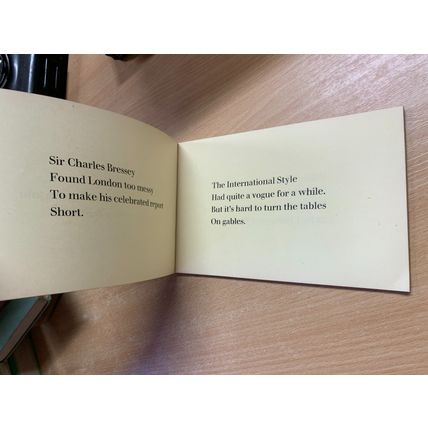 Sir Charles Bressey
Found London too messy
To make his celebrated report
Short.
The International Style
Had quite a vogue for a while.
But it's hard to turn the tables
On gables.